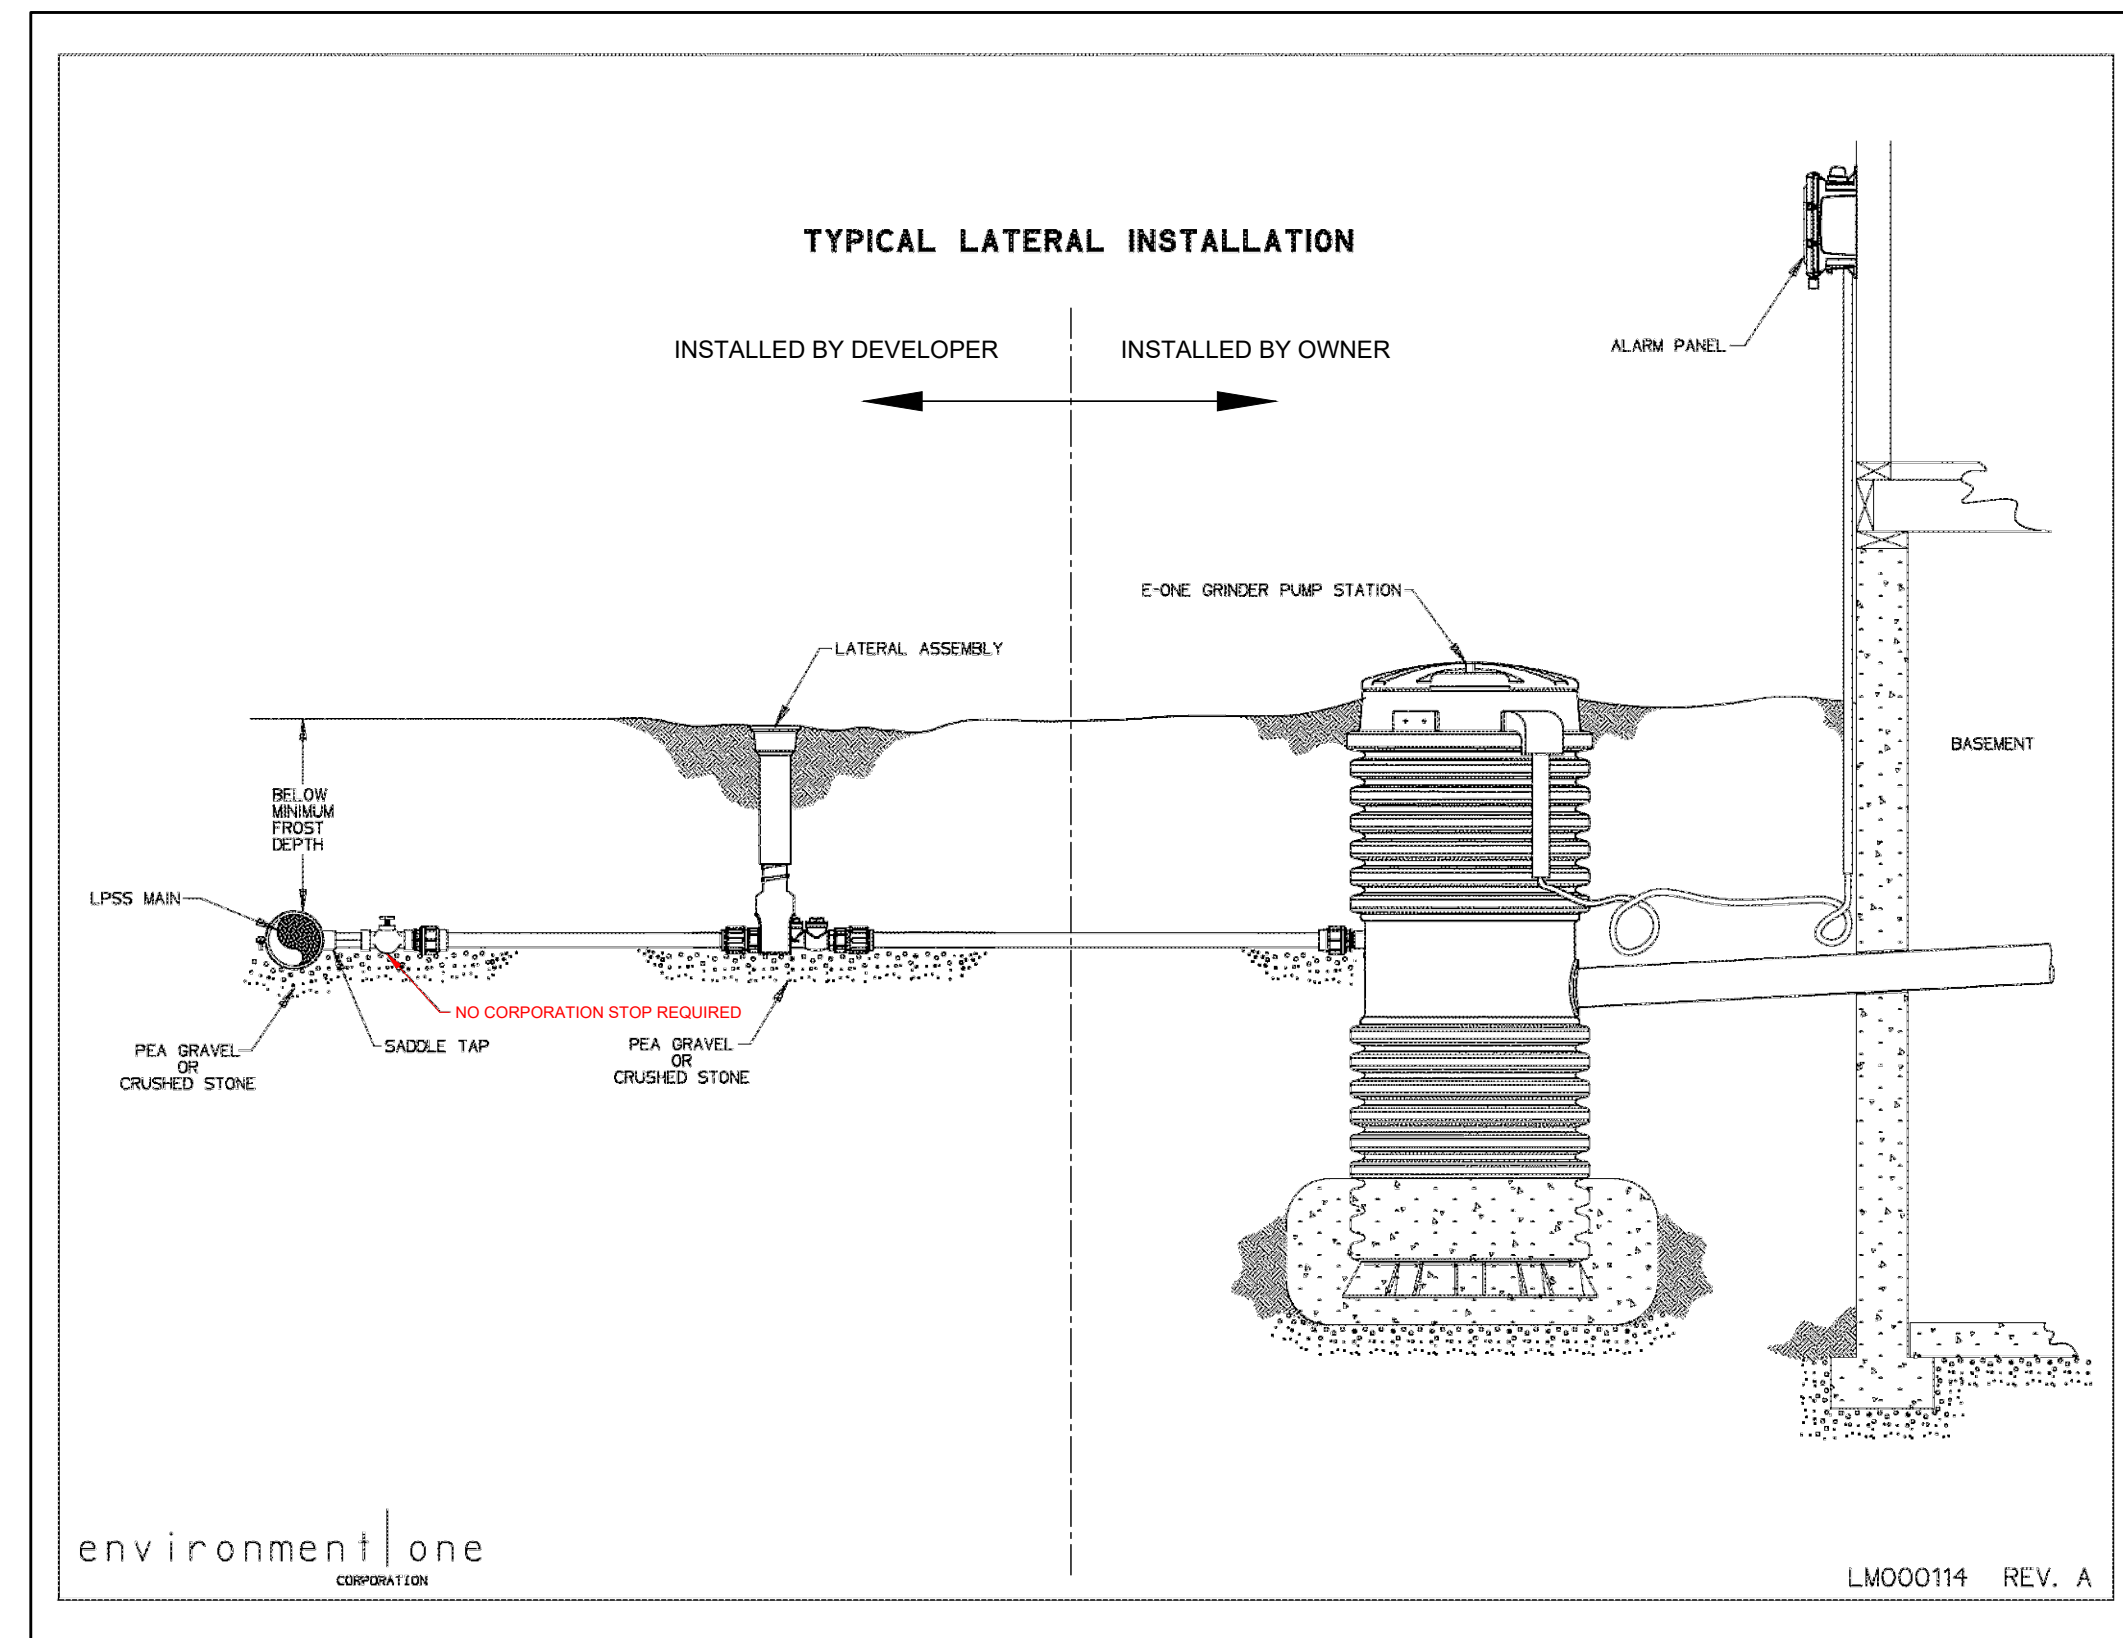 TYPICAL LATERAL INSTALLATION
INSTALLED BY DEVELOPER
INSTALLED BY OWNER
ALARM PANEL
E-ONE GRINDER PUMP STATION
LATERAL ASSEMBLY
BASEMENT
BELOW
MINIMUM
FROST
DEPTH
LPSS MAIN
NO CORPORATION STOP REQUIRED
PEA GRAVEL
OR
CRUSHED STONE
SADDLE TAP
PEA GRAVEL
OR
CRUSHED STONE
environment|one
CORPORATION
LM000114 REV. A